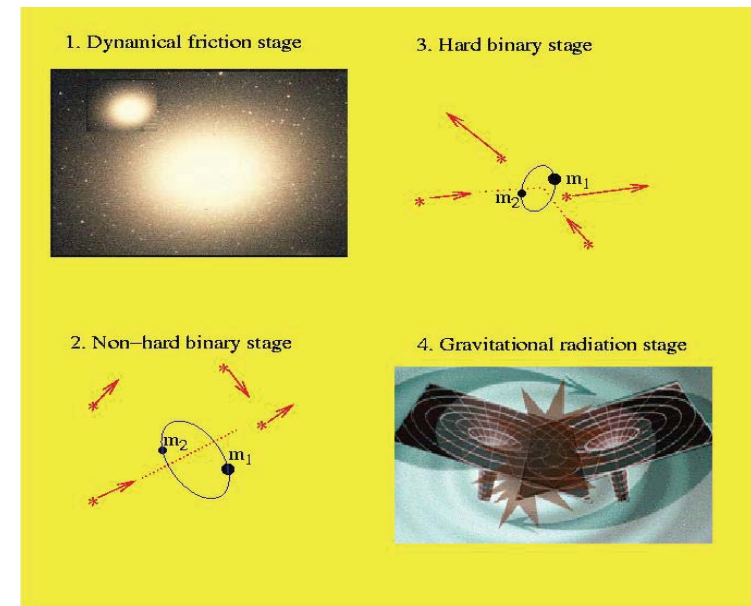 1. Dynamical friction stage
2. Non-hard binary stage
m₂
m₁
3. Hard binary stage
m₁
m₂
4. Gravitational radiation stage